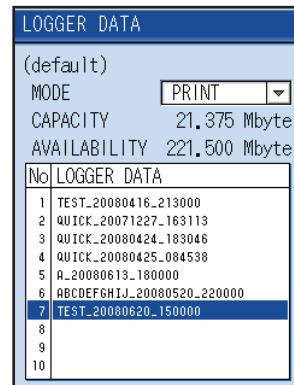 LOGGER DATA
(default)
MODE PRINT
CAPACITY 21.375 Mbyte
AVAILABILITY 221.500 Mbyte
No LOGGER DATA
1 TEST_20080416_213000
2 QUICK_20071227_163113
3 QUICK_20080424_183046
4 QUICK_20080425_084538
5 A_20080613_180000
6 ABCDEFGHIJ_20080520_220000
7 TEST_20080620_150000
8
9
10